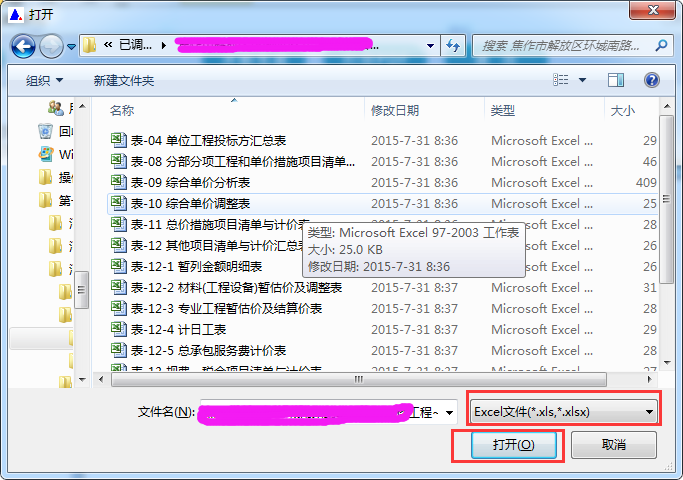 打开
« 已调... ▸ ...
搜索 焦作市解放区环城南路...
组织 新建文件夹
名称 修改日期 类型 大小
表-04 单位工程投标方汇总表 2015-7-31 8:36 Microsoft Excel ... 29
表-08 分部分项工程和单价措施项目清单... 2015-7-31 8:36 Microsoft Excel ... 46
表-09 综合单价分析表 2015-7-31 8:36 Microsoft Excel ... 409
表-10 综合单价调整表 2015-7-31 8:36 Microsoft Excel ... 25
表-11 总价措施项目清单与计价表 28
表-12 其他项目清单与计价汇总表 26
表-12-1 暂列金额明细表 26
类型: Microsoft Excel 97-2003 工作表
大小: 25.0 KB
修改日期: 2015-7-31 8:36
表-12-2 材料(工程设备)暂估价及调整表 2015-7-31 8:37 Microsoft Excel ... 31
表-12-3 专业工程暂估价及结算价表 2015-7-31 8:37 Microsoft Excel ... 28
表-12-4 计日工表 2015-7-31 8:37 Microsoft Excel ... 29
表-12-5 总承包服务费计价表 2015-7-31 8:37 Microsoft Excel ... 28
文件名(N): 工程~
Excel文件(*.xls,*.xlsx)
打开(O) 取消